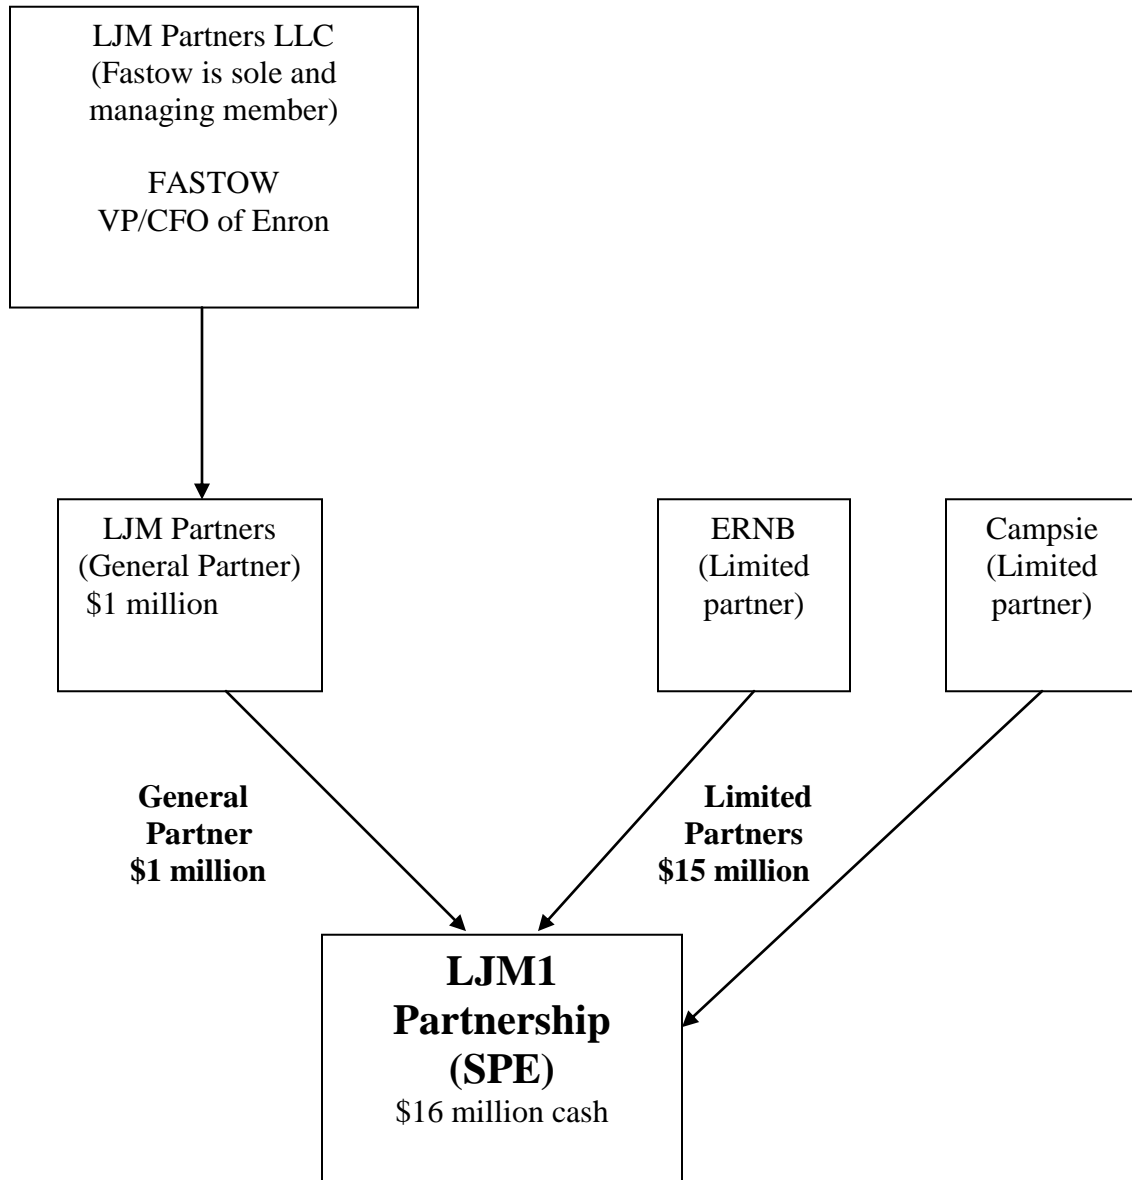 LJM Partners LLC
(Fastow is sole and
managing member)
FASTOW
VP/CFO of Enron
LJM Partners
(General Partner)
$1 million
ERNB
(Limited
partner)
Campsie
(Limited
partner)
General
Partner
$1 million
Limited
Partners
$15 million
LJM1
Partnership
(SPE)
$16 million cash